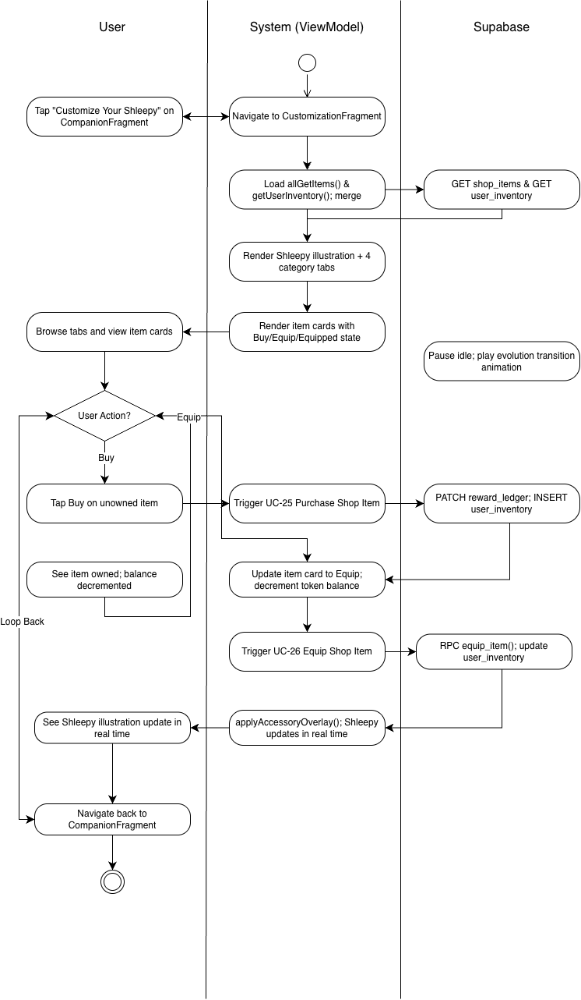 User
System (ViewModel)
Supabase
Tap "Customize Your Shleepy" on
CompanionFragment
Navigate to CustomizationFragment
Load allGetItems() &
getUserInventory(); merge
GET shop_items & GET
user_inventory
Render Shleepy illustration + 4
category tabs
Browse tabs and view item cards
Render item cards with
Buy/Equip/Equipped state
Pause idle; play evolution transition
animation
User Action?
Equip
Buy
Tap Buy on unowned item
Trigger UC-25 Purchase Shop Item
PATCH reward_ledger; INSERT
user_inventory
See item owned; balance
decremented
Update item card to Equip;
decrement token balance
Loop Back
Trigger UC-26 Equip Shop Item
RPC equip_item(); update
user_inventory
See Shleepy illustration update in
real time
applyAccessoryOverlay(); Shleepy
updates in real time
Navigate back to
CompanionFragment